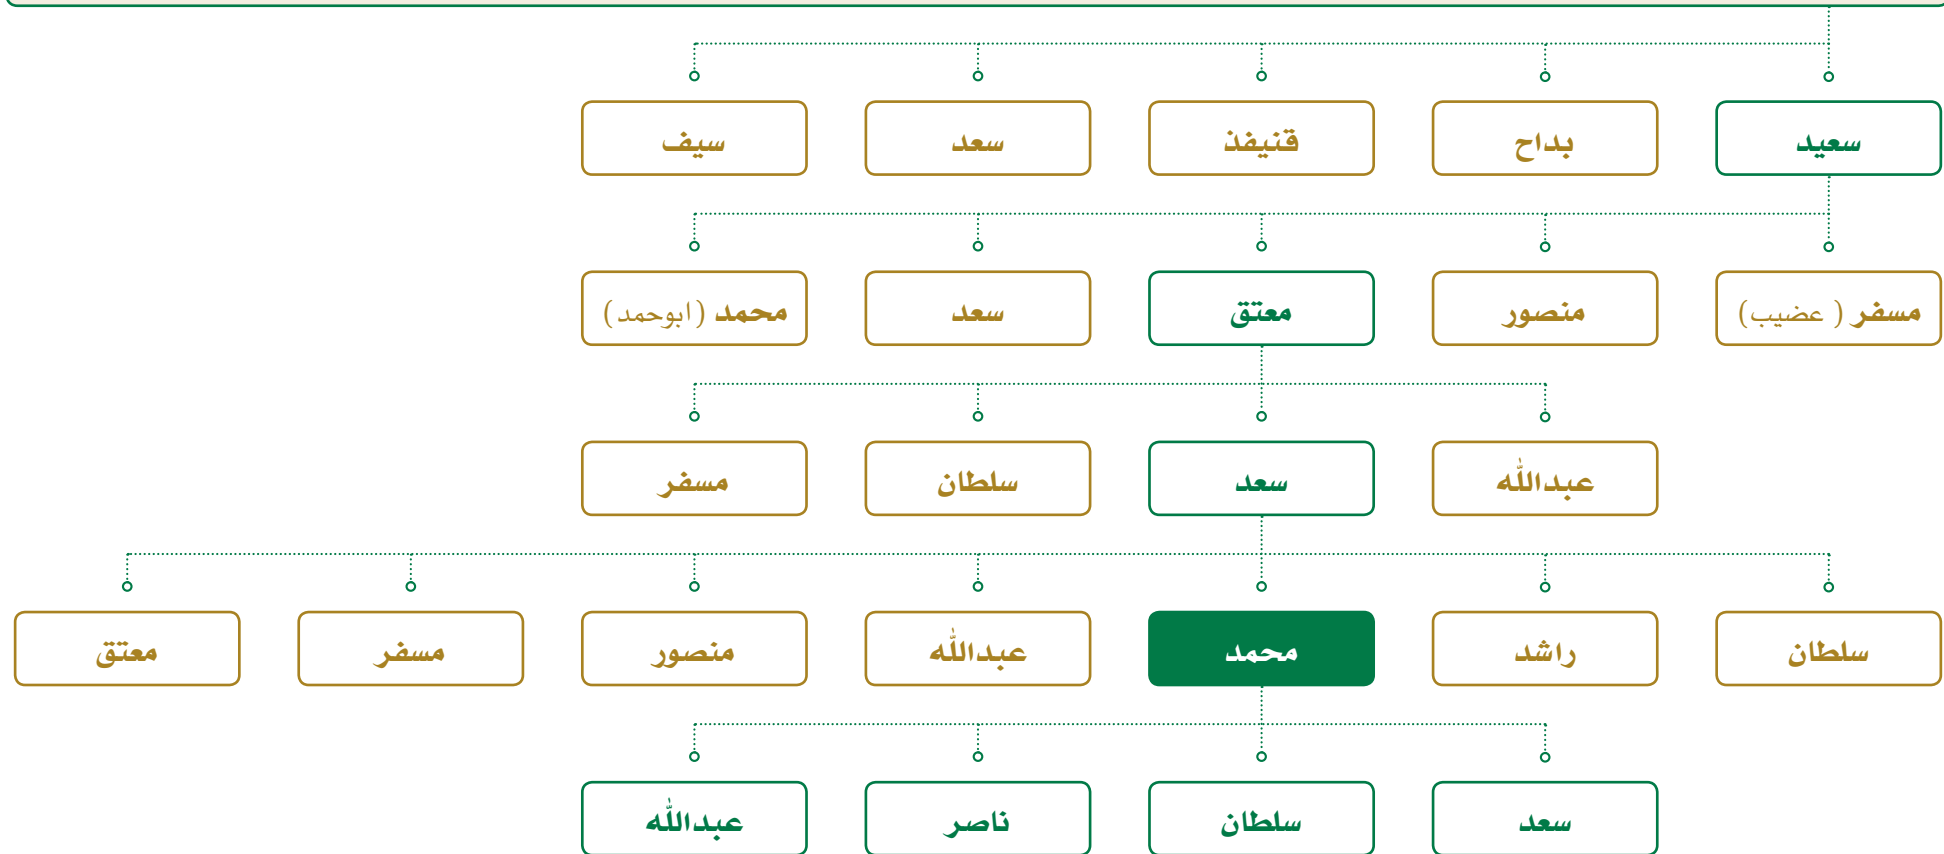 سعيد بداح قنيفذ سعد سيف
مسفر ( عضيب) منصور معتق سعد محمد (ابوحمد)
عبدالله سعد سلطان مسفر
سلطان راشد محمد عبدالله منصور مسفر معتق
سعد سلطان ناصر عبدالله